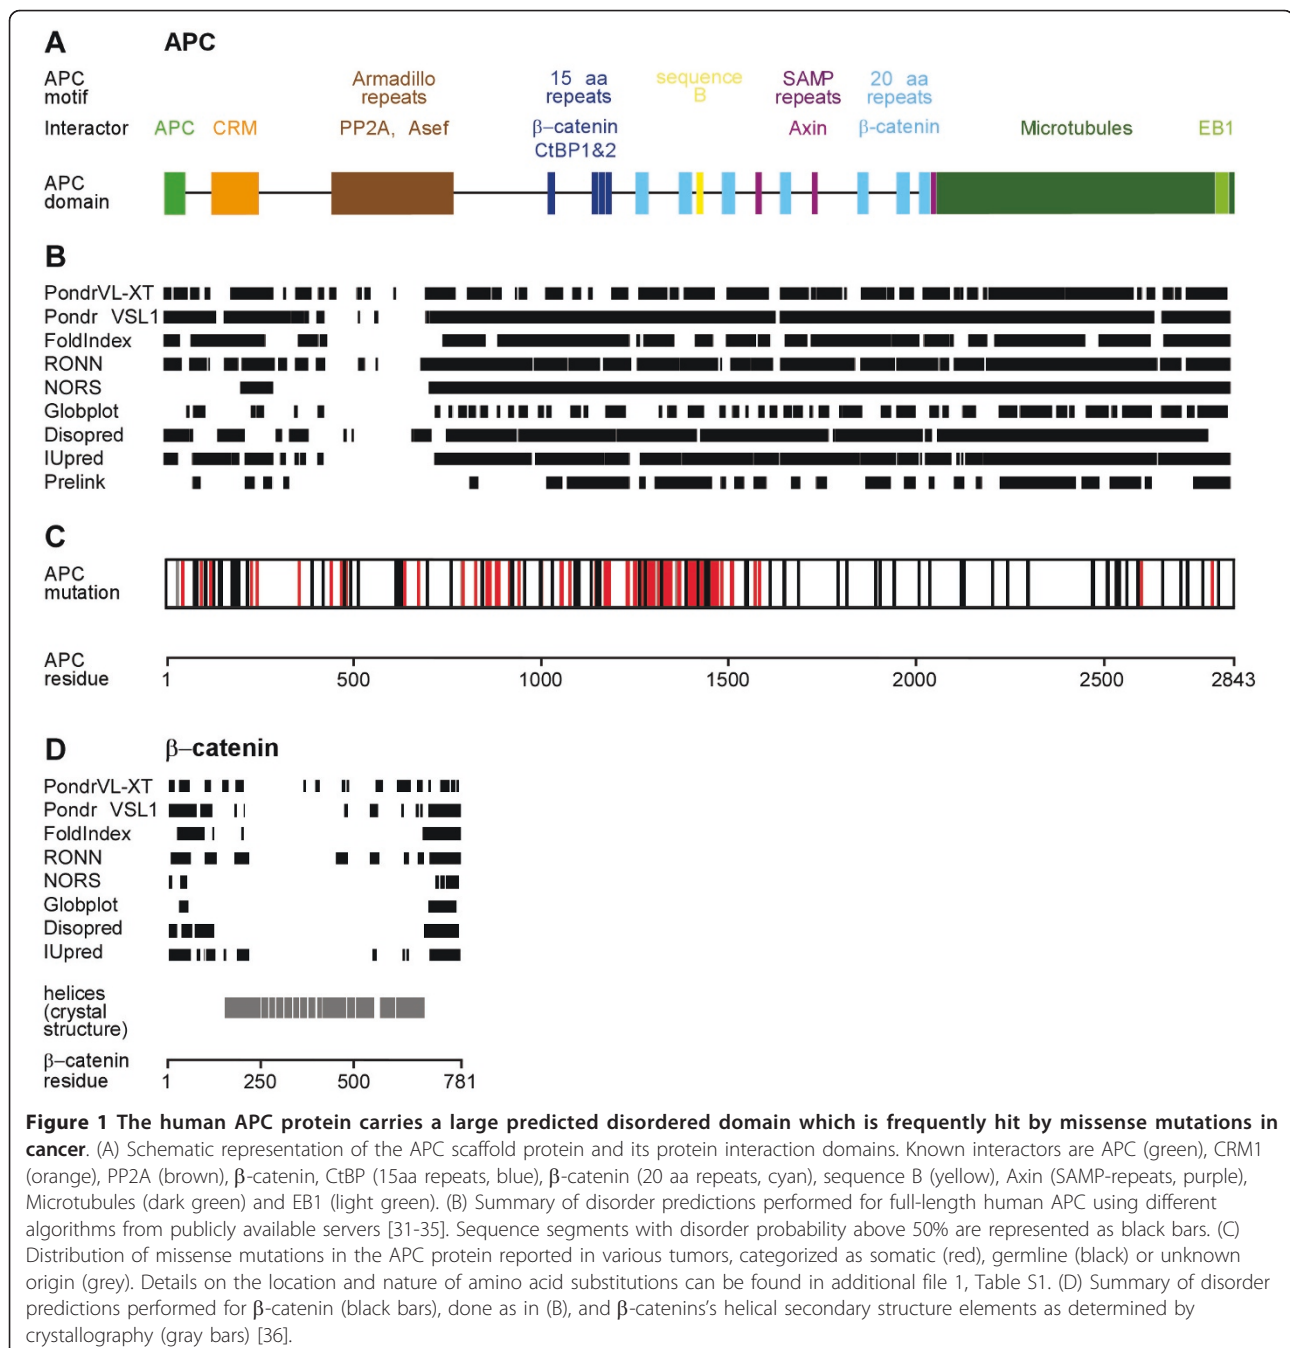 A APC
APC motif
Armadillo repeats
15 aa repeats
sequence B
SAMP repeats
20 aa repeats
Interactor
APC
CRM
PP2A, Asef
β–catenin
CtBP1&2
Axin
β-catenin
Microtubules
EB1
APC domain
B
PondrVL-XT
Pondr VSL1
FoldIndex
RONN
NORS
Globplot
Disopred
IUpred
Prelink
C
APC mutation
APC residue
1 500 1000 1500 2000 2500 2843
D β–catenin
PondrVL-XT
Pondr VSL1
FoldIndex
RONN
NORS
Globplot
Disopred
IUpred
helices
(crystal
structure)
β–catenin
residue
1 250 500 781
Figure 1 The human APC protein carries a large predicted disordered domain which is frequently hit by missense mutations in
cancer. (A) Schematic representation of the APC scaffold protein and its protein interaction domains. Known interactors are APC (green), CRM1
(orange), PP2A (brown), β-catenin, CtBP (15aa repeats, blue), β-catenin (20 aa repeats, cyan), sequence B (yellow), Axin (SAMP-repeats, purple),
Microtubules (dark green) and EB1 (light green). (B) Summary of disorder predictions performed for full-length human APC using different
algorithms from publicly available servers [31-35]. Sequence segments with disorder probability above 50% are represented as black bars. (C)
Distribution of missense mutations in the APC protein reported in various tumors, categorized as somatic (red), germline (black) or unknown
origin (grey). Details on the location and nature of amino acid substitutions can be found in additional file 1, Table S1. (D) Summary of disorder
predictions performed for β-catenin (black bars), done as in (B), and β-catenins's helical secondary structure elements as determined by
crystallography (gray bars) [36].